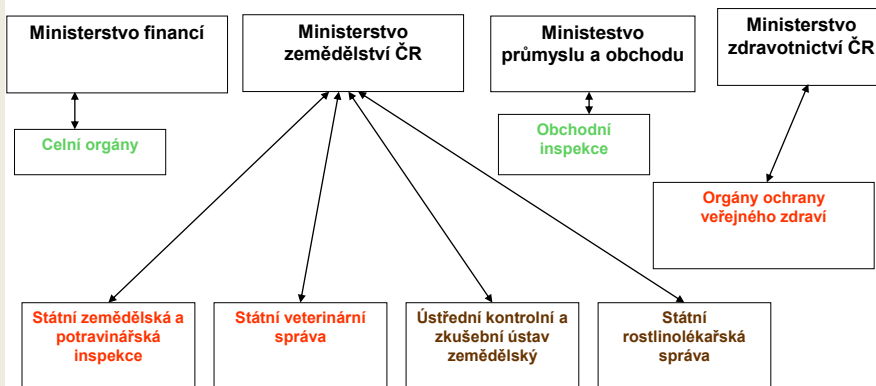 Ministerstvo financí
Ministerstvo
zemědělství ČR
Ministestvo
průmyslu a obchodu
Ministerstvo
zdravotnictví ČR
Celní orgány
Obchodní
inspekce
Orgány ochrany
veřejného zdraví
Státní zemědělská a
potravinářská
inspekce
Státní veterinární
správa
Ústřední kontrolní a
zkušební ústav
zemědělský
Státní
rostlinolékařská
správa